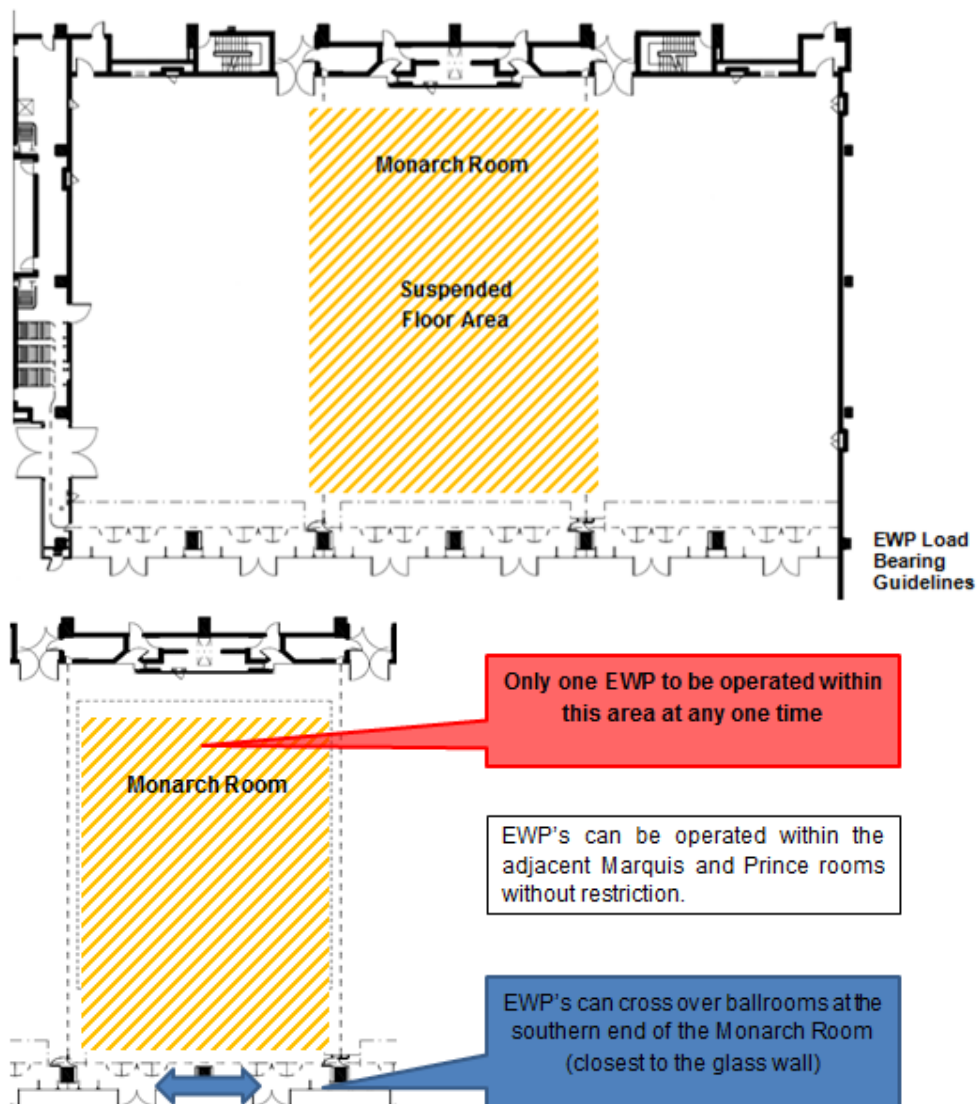 Monarch Room
Suspended
Floor Area
EWP Load
Bearing
Guidelines
Only one EWP to be operated within
this area at any one time
Monarch Room
EWP's can be operated within the
adjacent Marquis and Prince rooms
without restriction.
EWP's can cross over ballrooms at the
southern end of the Monarch Room
(closest to the glass wall)